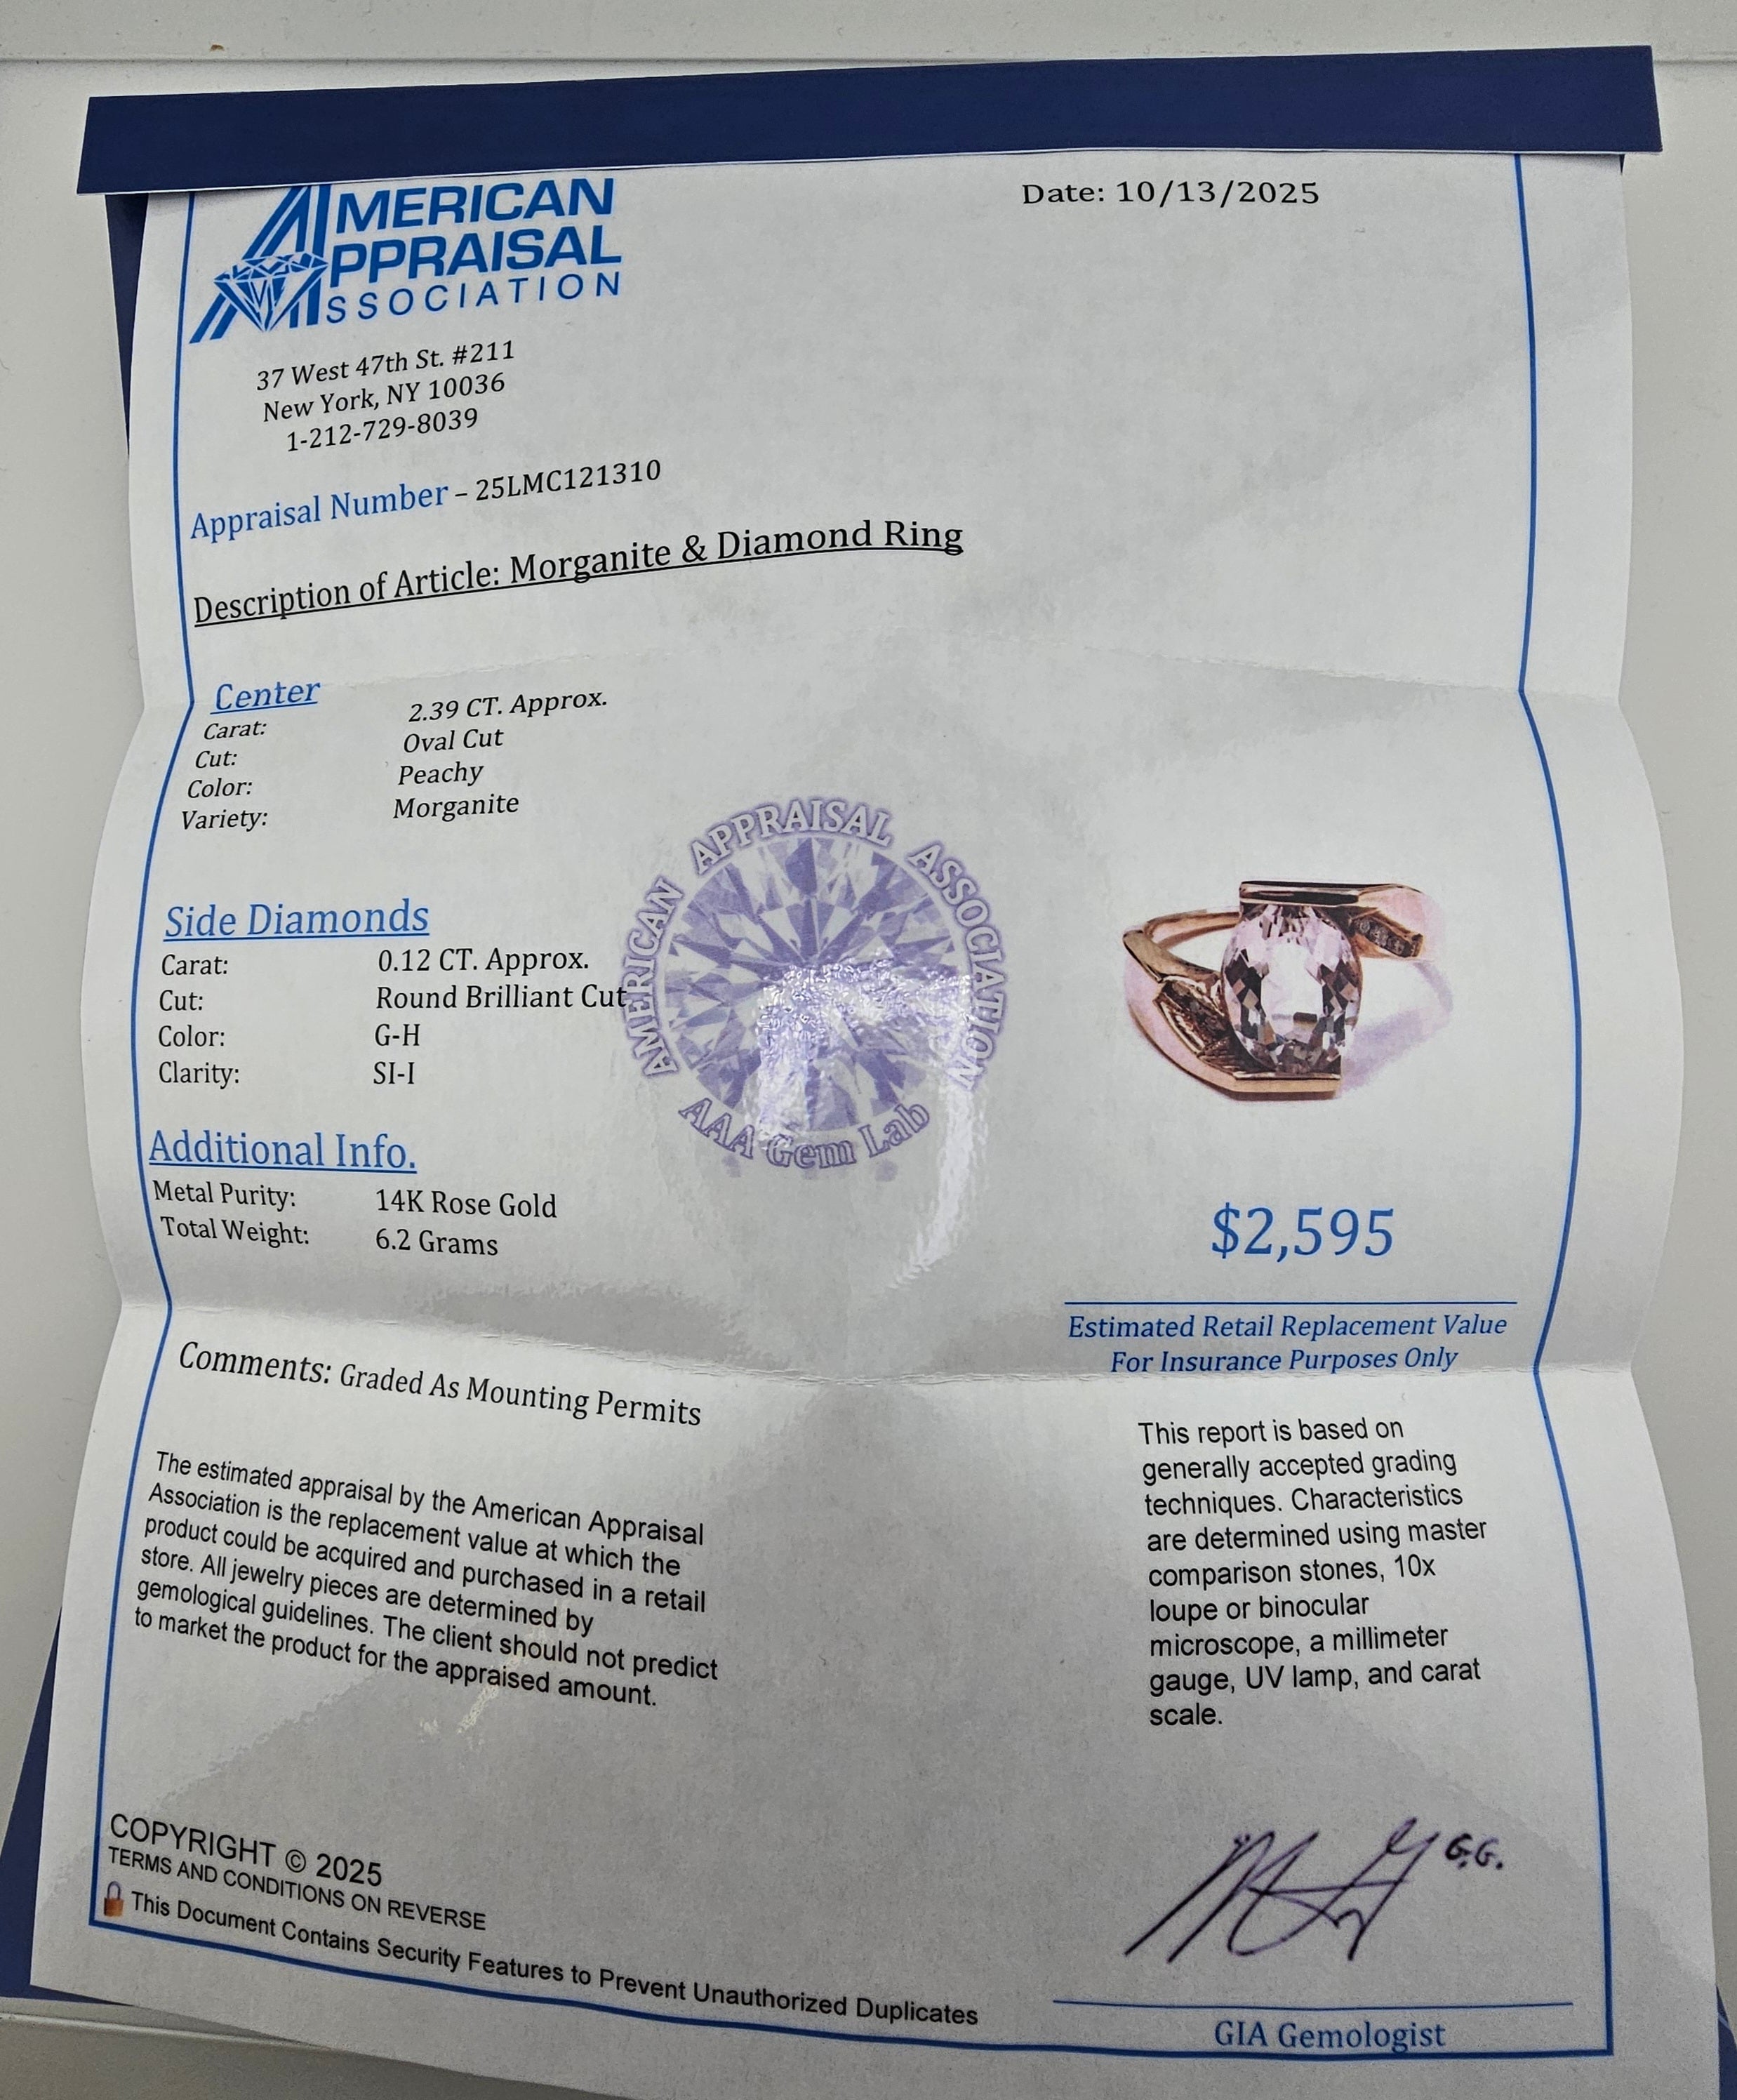 AMERICAN
APPRAISAL
ASSOCIATION
Date: 10/13/2025
37 West 47th St. #211
New York, NY 10036
1-212-729-8039
Appraisal Number – 25LMC121310
Description of Article: Morganite & Diamond Ring
Center
Carat: 2.39 CT. Approx.
Cut: Oval Cut
Color: Peachy
Variety: Morganite
Side Diamonds
Carat: 0.12 CT. Approx.
Cut: Round Brilliant Cut
Color: G-H
Clarity: SI-I
AMERICAN APPRAISAL ASSOCIATION
AAA Gem Lab
Additional Info.
Metal Purity: 14K Rose Gold
Total Weight: 6.2 Grams
$2,595
Estimated Retail Replacement Value
For Insurance Purposes Only
Comments: Graded As Mounting Permits
The estimated appraisal by the American Appraisal
Association is the replacement value at which the
product could be acquired and purchased in a retail
store. All jewelry pieces are determined by
gemological guidelines. The client should not predict
to market the product for the appraised amount.
This report is based on
generally accepted grading
techniques. Characteristics
are determined using master
comparison stones, 10x
loupe or binocular
microscope, a millimeter
gauge, UV lamp, and carat
scale.
COPYRIGHT © 2025
TERMS AND CONDITIONS ON REVERSE
This Document Contains Security Features to Prevent Unauthorized Duplicates
G.G.
GIA Gemologist